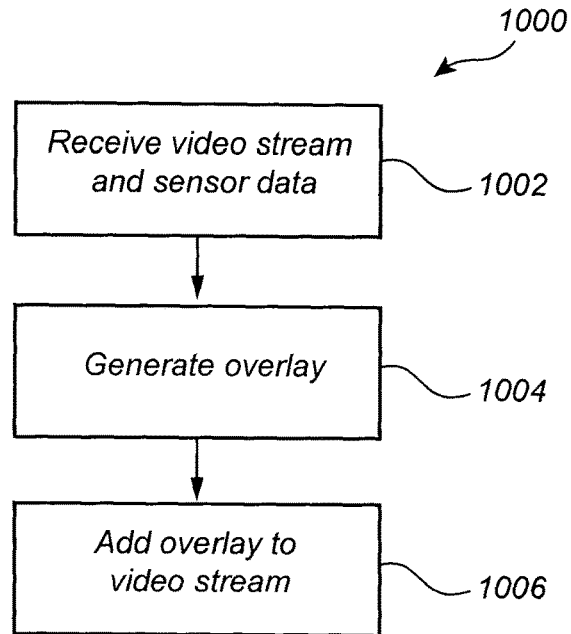 1000
Receive video stream
and sensor data
1002
Generate overlay
1004
Add overlay to
video stream
1006